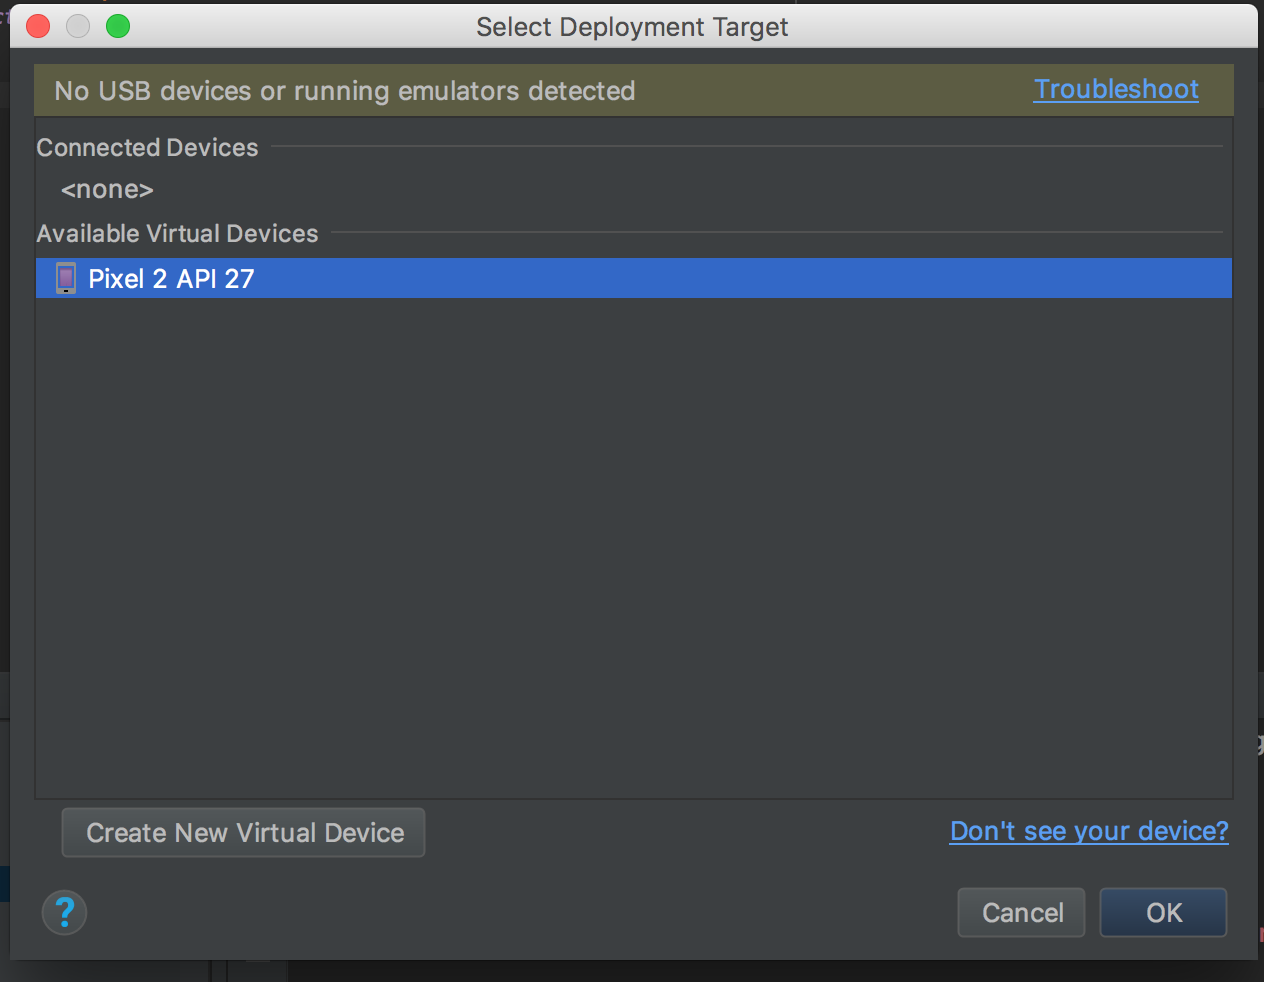 Select Deployment Target
No USB devices or running emulators detected Troubleshoot
Connected Devices
<none>
Available Virtual Devices
Pixel 2 API 27
Create New Virtual Device Don't see your device?
? Cancel OK